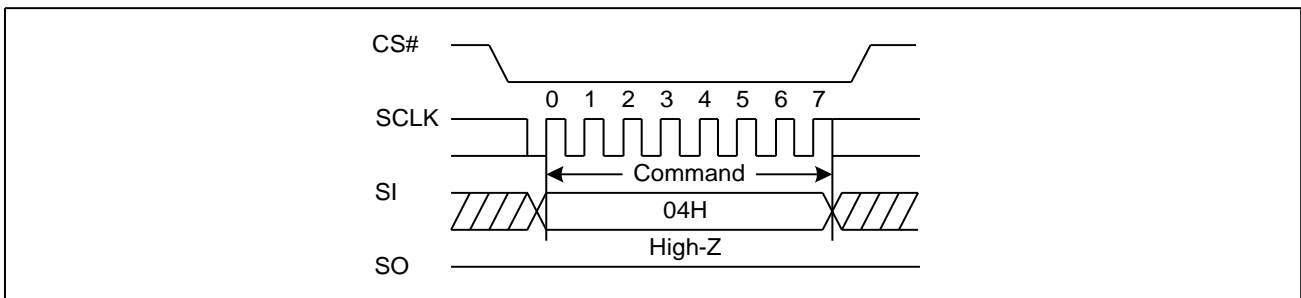 CS#
0 1 2 3 4 5 6 7
SCLK
Command
SI
04H
High-Z
SO